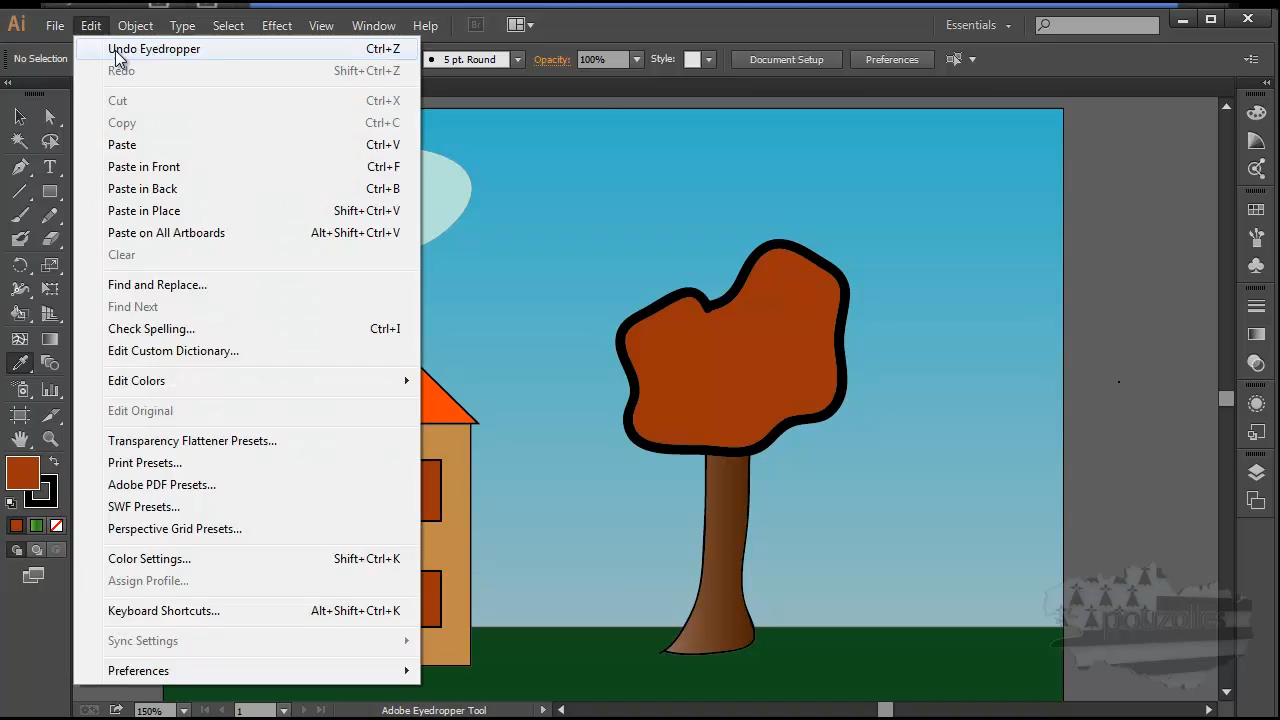 Ai File Edit Object Type Select Effect View Window Help Br Essentials
No Selection 5 pt. Round Opacity: 100% Style: Document Setup Preferences
Undo Eyedropper Ctrl+Z
Redo Shift+Ctrl+Z
Cut Ctrl+X
Copy Ctrl+C
Paste Ctrl+V
Paste in Front Ctrl+F
Paste in Back Ctrl+B
Paste in Place Shift+Ctrl+V
Paste on All Artboards Alt+Shift+Ctrl+V
Clear
Find and Replace...
Find Next
Check Spelling... Ctrl+I
Edit Custom Dictionary...
Edit Colors
Edit Original
Transparency Flattener Presets...
Print Presets...
Adobe PDF Presets...
SWF Presets...
Perspective Grid Presets...
Color Settings... Shift+Ctrl+K
Assign Profile...
Keyboard Shortcuts... Alt+Shift+Ctrl+K
Sync Settings
Preferences
150% 1 Adobe Eyedropper Tool